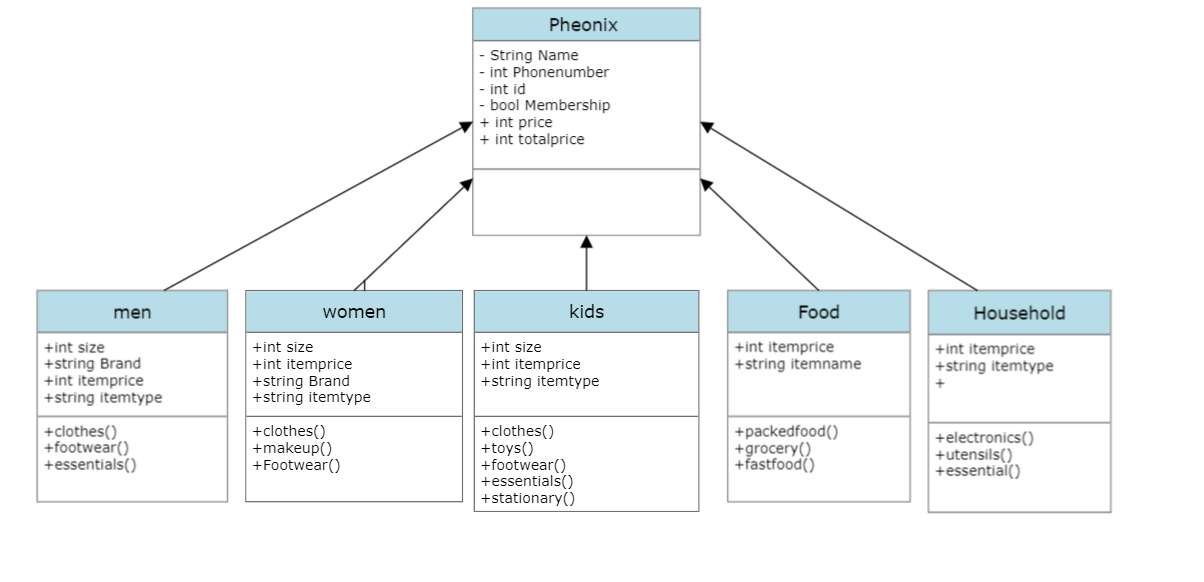 Pheonix
- String Name
- int Phonenumber
- int id
- bool Membership
+ int price
+ int totalprice
men
+int size
+string Brand
+int itemprice
+string itemtype
+clothes()
+footwear()
+essentials()
women
+int size
+int itemprice
+string Brand
+string itemtype
+clothes()
+makeup()
+Footwear()
kids
+int size
+int itemprice
+string itemtype
+clothes()
+toys()
+footwear()
+essentials()
+stationary()
Food
+int itemprice
+string itemname
+packedfood()
+grocery()
+fastfood()
Household
+int itemprice
+string itemtype
+
+electronics()
+utensils()
+essential()